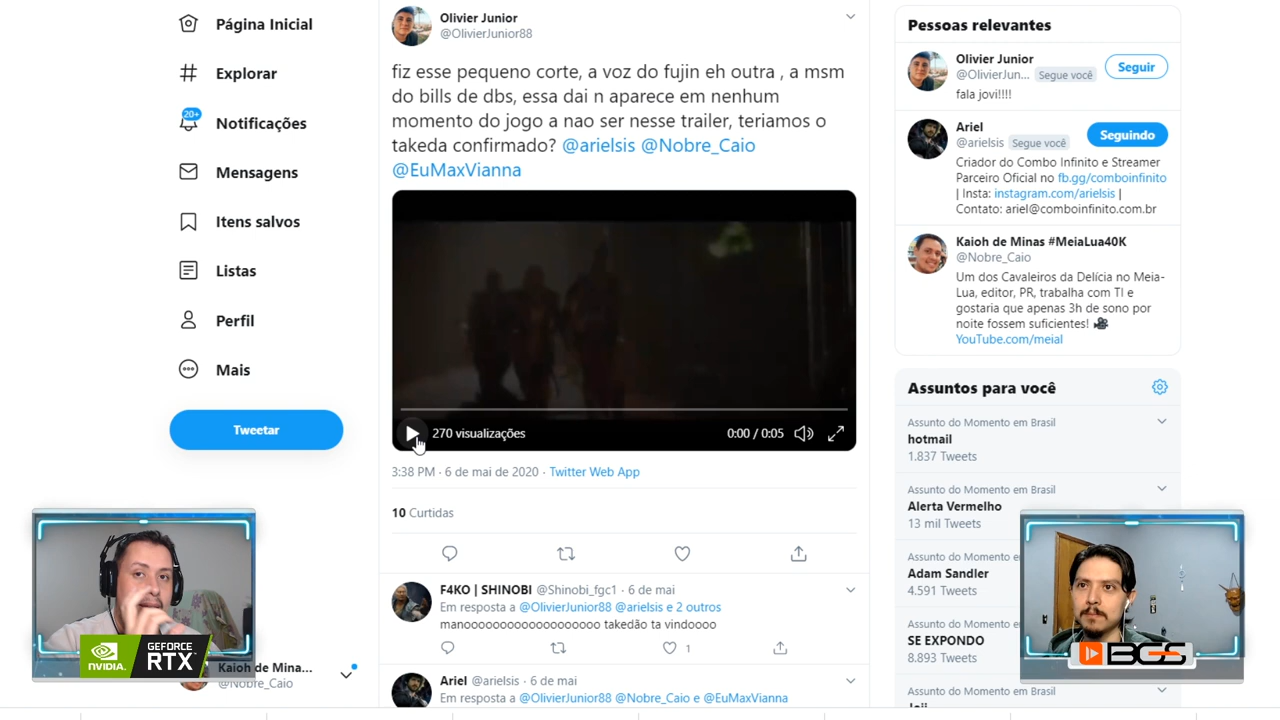 Página Inicial
Explorar
20+
Notificações
Mensagens
Itens salvos
Listas
Perfil
Mais
Tweetar
Kaioh de Mina...
@Nobre_Caio
Olivier Junior
@OlivierJunior88
fiz esse pequeno corte, a voz do fujin eh outra , a msm
do bills de dbs, essa dai n aparece em nenhum
momento do jogo a nao ser nesse trailer, teriamos o
takeda confirmado? @arielsis @Nobre_Caio
@EuMaxVianna
270 visualizações
0:00 / 0:05
3:38 PM · 6 de mai de 2020 · Twitter Web App
10 Curtidas
F4KO | SHINOBI @Shinobi_fgc1 · 6 de mai
Em resposta a @OlivierJunior88 @arielsis e 2 outros
manooooooooooooooooooo takedão ta vindoooo
1
Ariel @arielsis · 6 de mai
Em resposta a @OlivierJunior88 @Nobre_Caio e @EuMaxVianna
Pessoas relevantes
Olivier Junior
@OlivierJun... Segue você
Seguir
fala jovi!!!!
Ariel
@arielsis Segue você
Seguindo
Criador do Combo Infinito e Streamer
Parceiro Oficial no fb.gg/comboinfinito
| Insta: instagram.com/arielsis |
Contato: ariel@comboinfinito.com.br
Kaioh de Minas #MeiaLua40K
@Nobre_Caio
Um dos Cavaleiros da Delícia no Meia-
Lua, editor, PR, trabalha com TI e
gostaria que apenas 3h de sono por
noite fossem suficientes!
YouTube.com/meial
Assuntos para você
Assunto do Momento em Brasil
hotmail
1.837 Tweets
Assunto do Momento em Brasil
Alerta Vermelho
13 mil Tweets
Assunto do Momento e
Adam Sandler
4.591 Tweets
Assunto do Momento e
SE EXPONDO
8.893 Tweets
Assunto do Momento em Brasil
NVIDIA.
GEFORCE
RTX
BGS